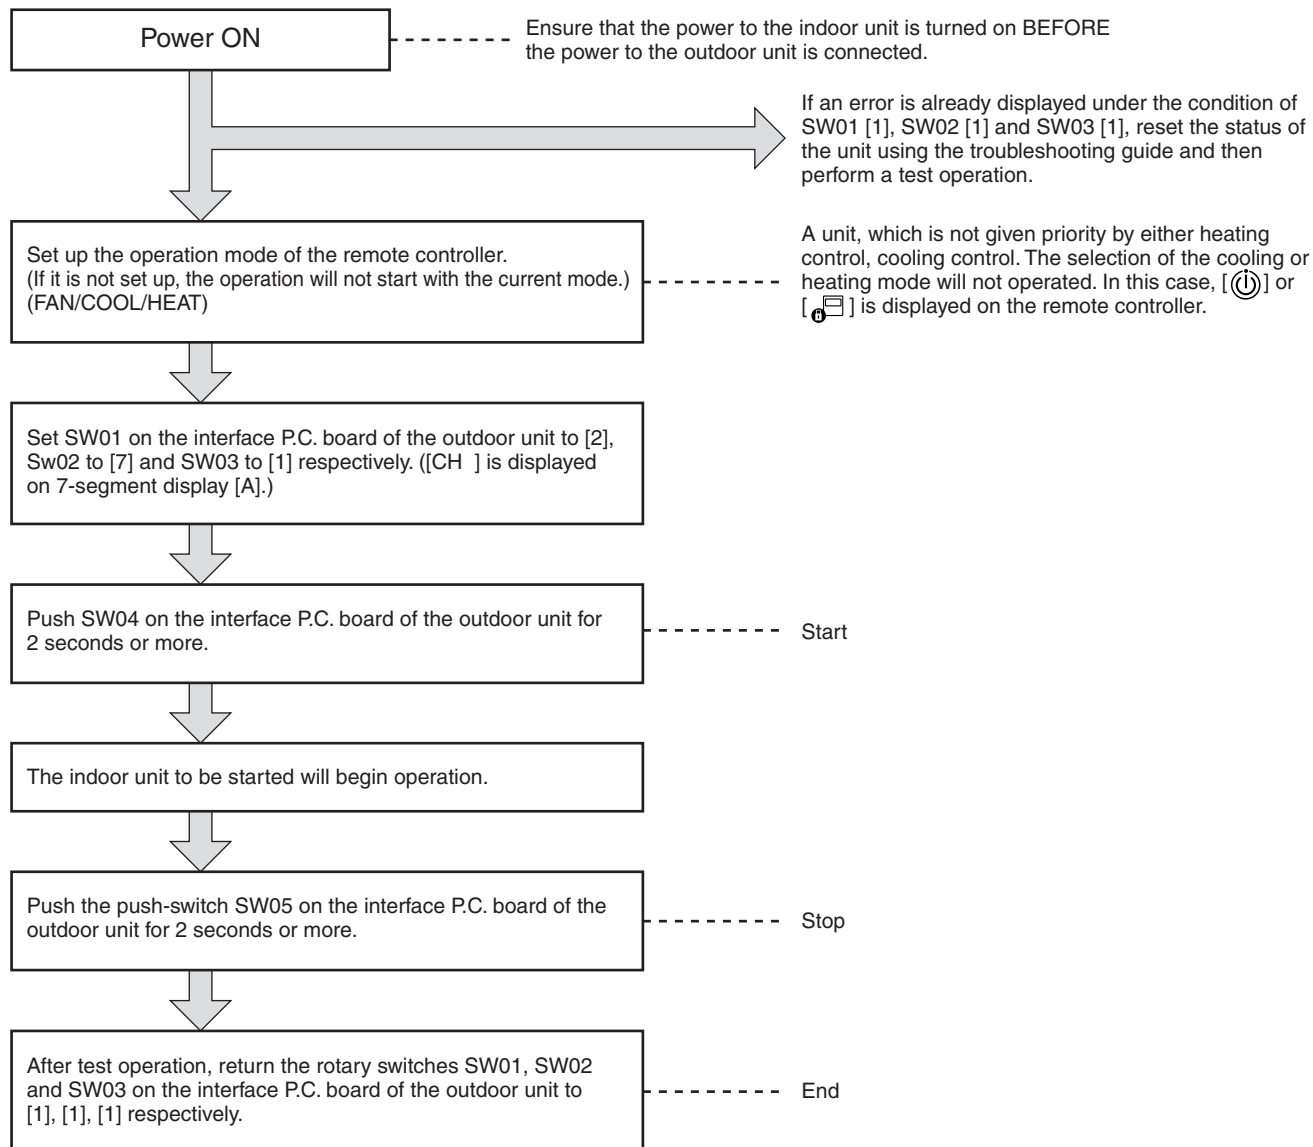 Power ON
Ensure that the power to the indoor unit is turned on BEFORE
the power to the outdoor unit is connected.
If an error is already displayed under the condition of
SW01 [1], SW02 [1] and SW03 [1], reset the status of
the unit using the troubleshooting guide and then
perform a test operation.
Set up the operation mode of the remote controller.
(If it is not set up, the operation will not start with the current mode.)
(FAN/COOL/HEAT)
A unit, which is not given priority by either heating
control, cooling control. The selection of the cooling or
heating mode will not operated. In this case, [ ] or
[ ] is displayed on the remote controller.
Set SW01 on the interface P.C. board of the outdoor unit to [2],
Sw02 to [7] and SW03 to [1] respectively. ([CH  ] is displayed
on 7-segment display [A].)
Push SW04 on the interface P.C. board of the outdoor unit for
2 seconds or more.
Start
The indoor unit to be started will begin operation.
Push the push-switch SW05 on the interface P.C. board of the
outdoor unit for 2 seconds or more.
Stop
After test operation, return the rotary switches SW01, SW02
and SW03 on the interface P.C. board of the outdoor unit to
[1], [1], [1] respectively.
End